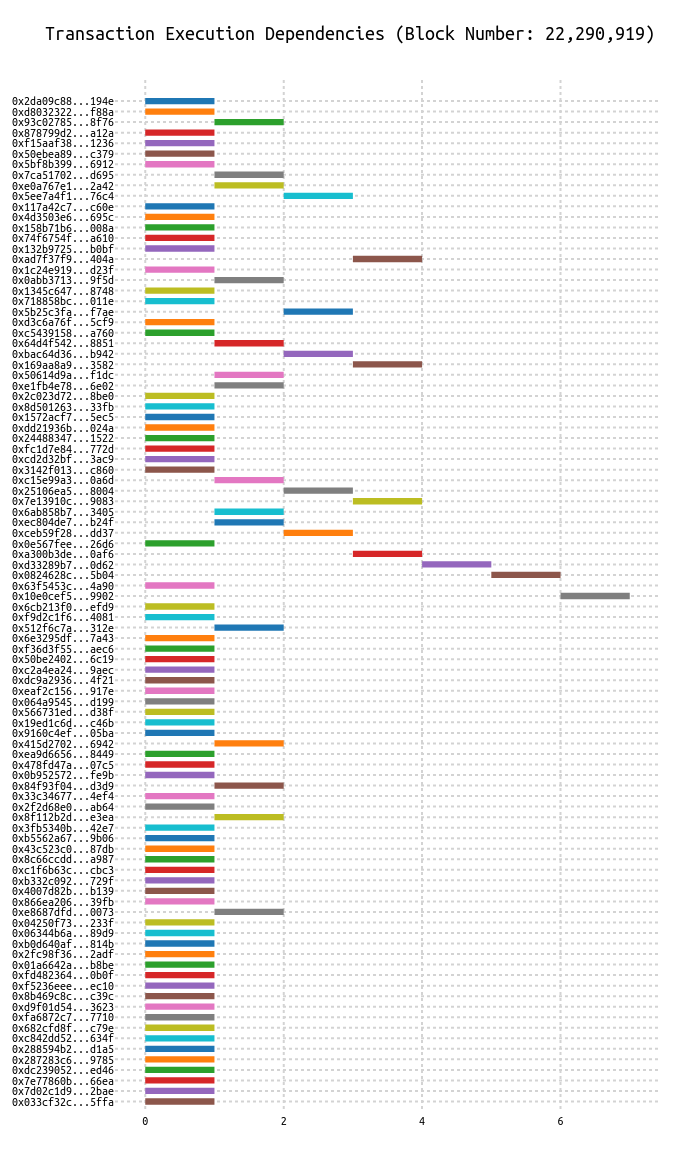 Transaction Execution Dependencies (Block Number: 22,290,919)
0x2da09c88...194e
0xd8032322...f88a
0x93c02785...8f76
0x878799d2...a12a
0xf15aaf38...1236
0x50ebea89...c379
0x5bf8b399...6912
0x7ca51702...d695
0xe0a767e1...2a42
0x5ee7a4f1...76c4
0x117a42c7...c60e
0x4d3503e6...695c
0x158b71b6...008a
0x74f6754f...a610
0x132b9725...b0bf
0xad7f37f9...404a
0x1c24e919...d23f
0x0abb3713...9f5d
0x1345c647...8748
0x718858bc...011e
0x5b25c3fa...f7ae
0xd3c6a76f...5cf9
0xc5439158...a760
0x64d4f542...8851
0xbac64d36...b942
0x169aa8a9...3582
0x50614d9a...f1dc
0xe1fb4e78...6e02
0x2c023d72...8be0
0x8d501263...33fb
0x1572acf7...5ec5
0xdd21936b...024a
0x24488347...1522
0xfc1d7e84...772d
0xcd2d32bf...3ac9
0x3142f013...c860
0xc15e99a3...0a6d
0x25106ea5...8004
0x7e13910c...9083
0x6ab858b7...3405
0xec804de7...b24f
0xceb59f28...dd37
0x0e567fee...26d6
0xa300b3de...0af6
0xd33289b7...0d62
0x0824628c...5b04
0x63f5453c...4a90
0x10e0cef5...9902
0x6cb213f0...efd9
0xf9d2c1f6...4081
0x512f6c7a...312e
0x6e3295df...7a43
0xf36d3f55...aec6
0x50be2402...6c19
0xc2a4ea24...9aec
0xdc9a2936...4f21
0xeaf2c156...917e
0x064a9545...d199
0x566731ed...d38f
0x19ed1c6d...c46b
0x9160c4ef...05ba
0x415d2702...6942
0xea9d6656...8449
0x478fd47a...07c5
0x0b952572...fe9b
0x84f93f04...d3d9
0x33c34677...4ef4
0x2f2d68e0...ab64
0x8f112b2d...e3ea
0x3fb5340b...42e7
0xb5562a67...9b06
0x43c523c0...87db
0x8c66ccdd...a987
0xc1f6b63c...cbc3
0xb332c092...729f
0x4007d82b...b139
0x866ea206...39fb
0xe8687dfd...0073
0x04250f73...233f
0x06344b6a...89d9
0xb0d640af...814b
0x2fc98f36...2adf
0x01a6642a...b8be
0xfd482364...0b0f
0xf5236eee...ec10
0x8b469c8c...c39c
0xd9f01d54...3623
0xfa6872c7...7710
0x682cfd8f...c79e
0xc842dd52...634f
0x288594b2...d1a5
0x287283c6...9785
0xdc239052...ed46
0x7e77860b...66ea
0x7d02c1d9...2bae
0x033cf32c...5ffa
0 2 4 6